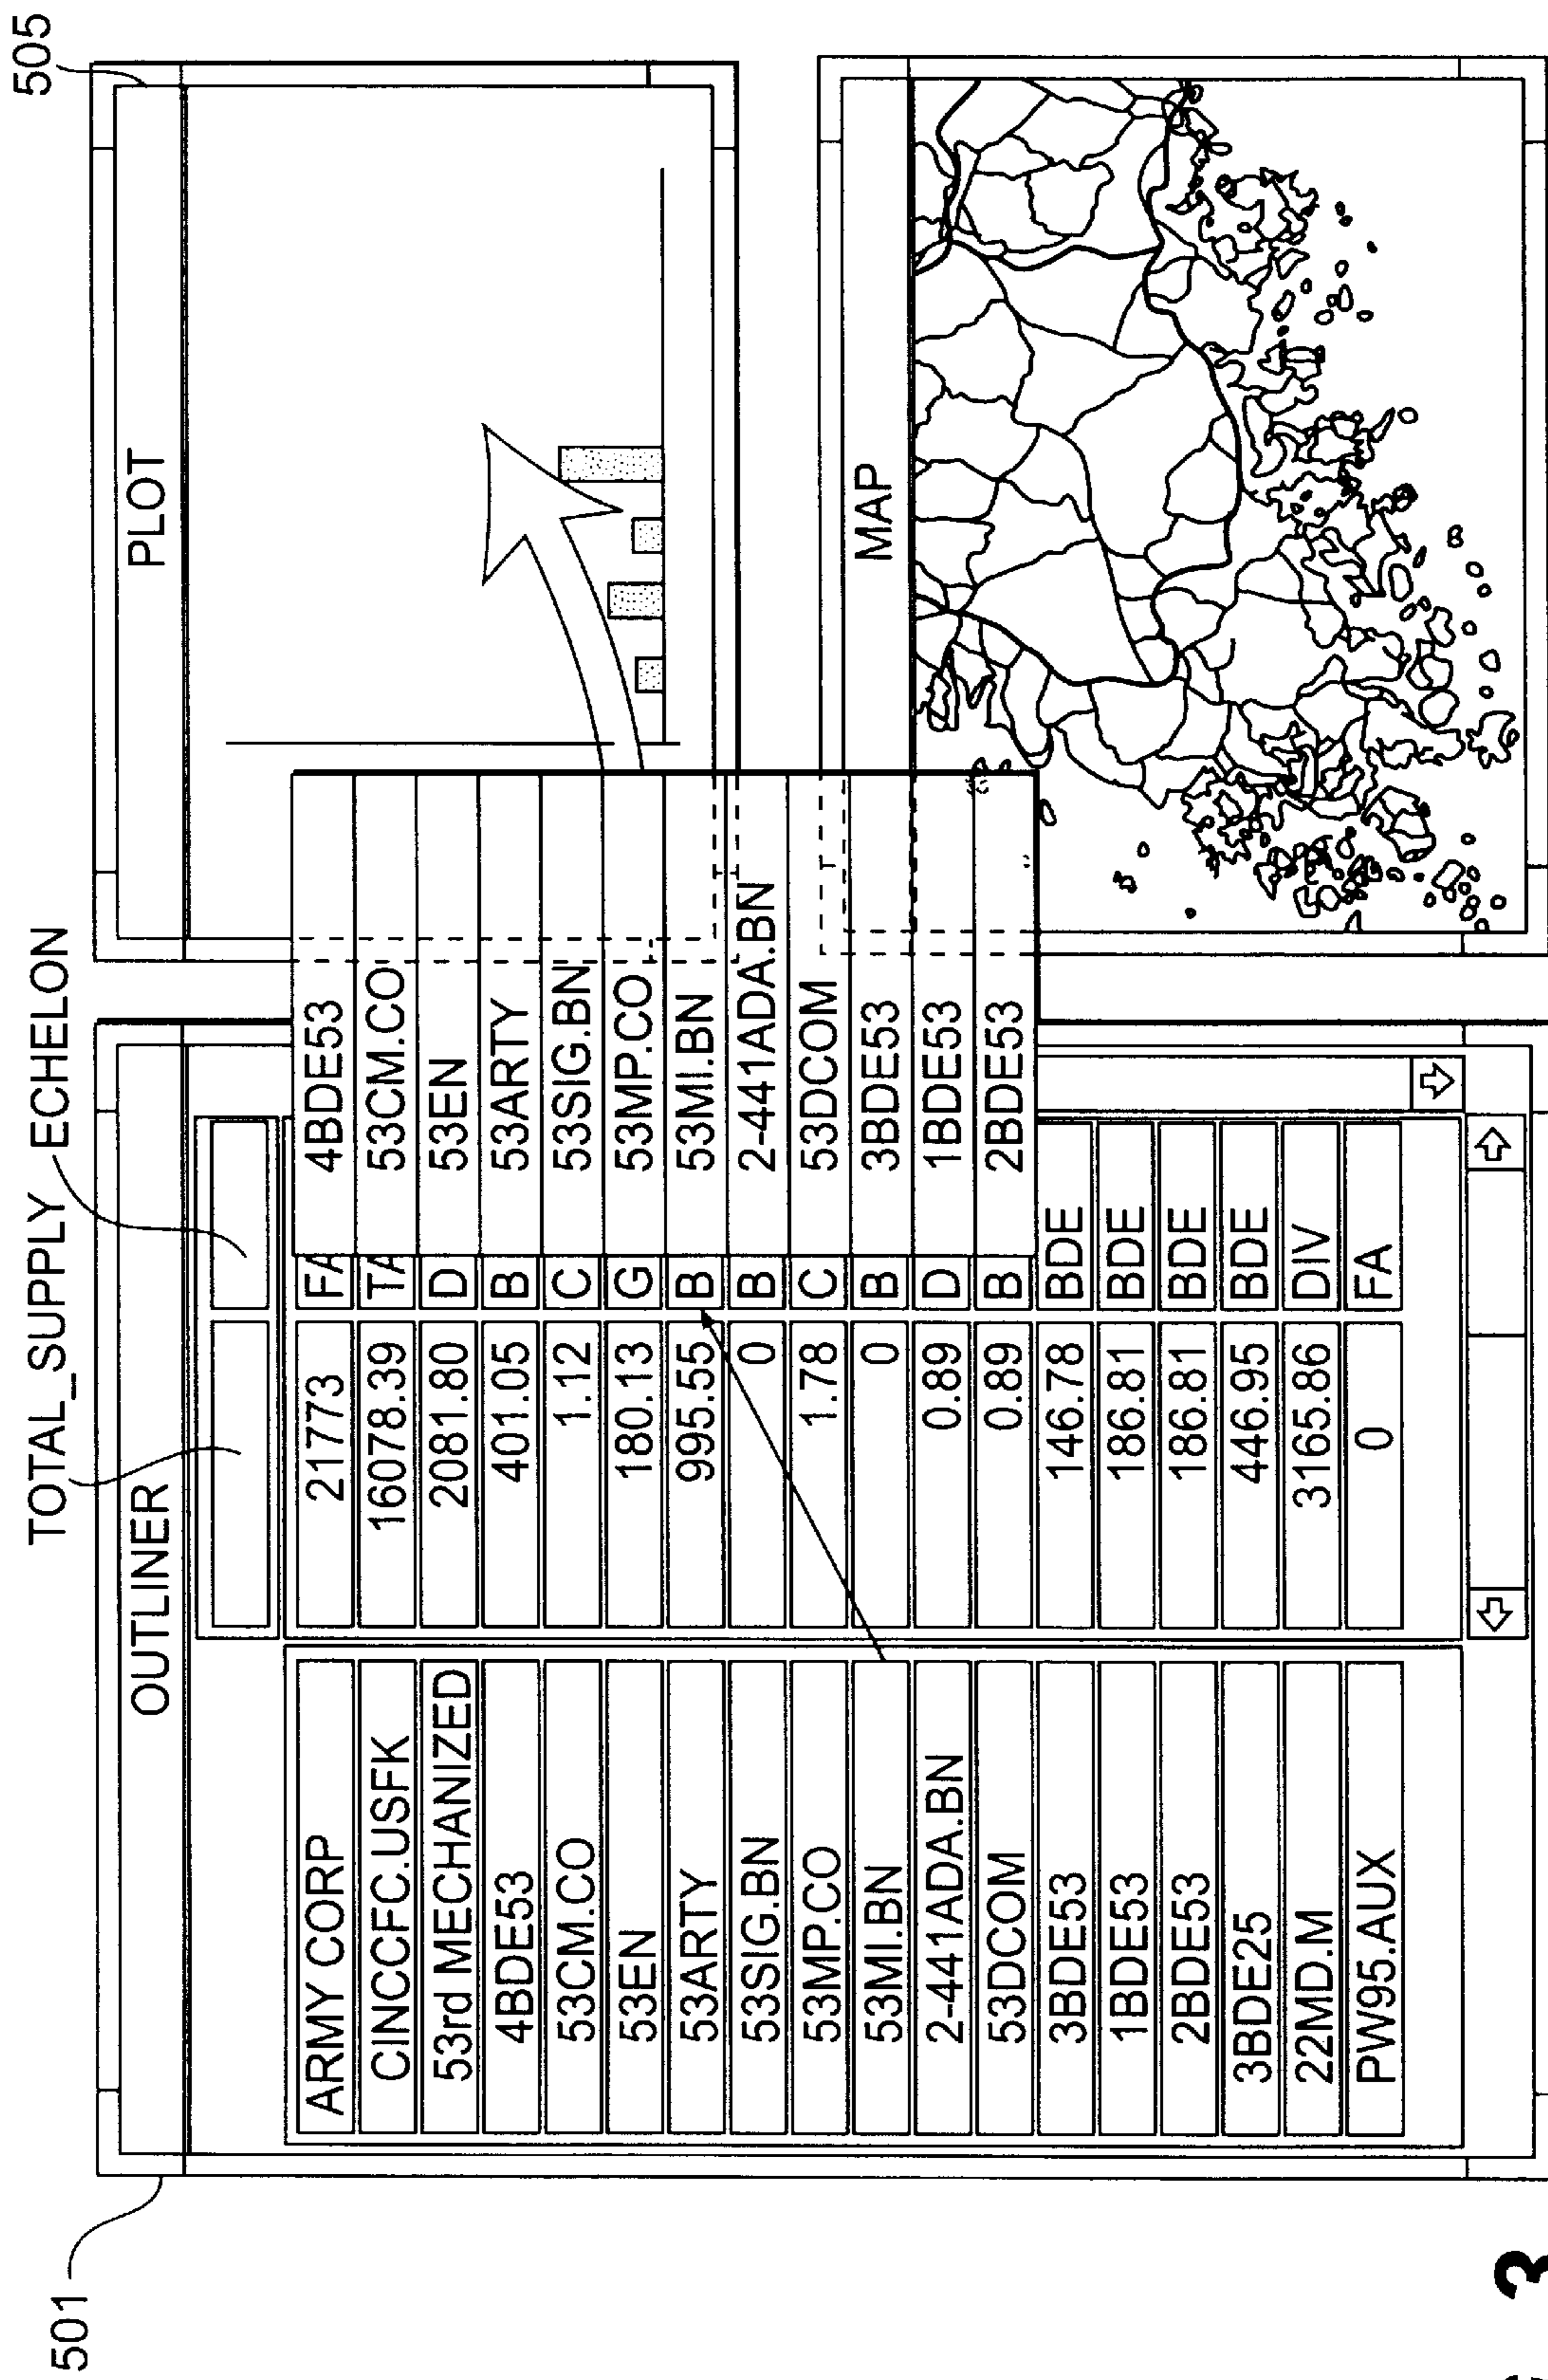 505
501
TOTAL_SUPPLY
ECHELON
OUTLINER
PLOT
MAP
ARMY CORP 21773 FA
CINCCFC.USFK 16078.39 TA
53rd MECHANIZED 2081.80 D
4BDE53 401.05 B
53CM.CO 1.12 C
53EN 180.13 G
53ARTY 995.55 B
53SIG.BN 0 B
53MP.CO 1.78 C
53MI.BN 0 B
2-441ADA.BN 0.89 D
53DCOM 0.89 B
3BDE53 146.78 BDE
1BDE53 186.81 BDE
2BDE53 186.81 BDE
3BDE25 446.95 BDE
22MD.M 3165.86 DIV
PW95.AUX 0 FA
4BDE53
53CM.CO
53EN
53ARTY
53SIG.BN
53MP.CO
53MI.BN
2-441ADA.BN
53DCOM
3BDE53
1BDE53
2BDE53
3